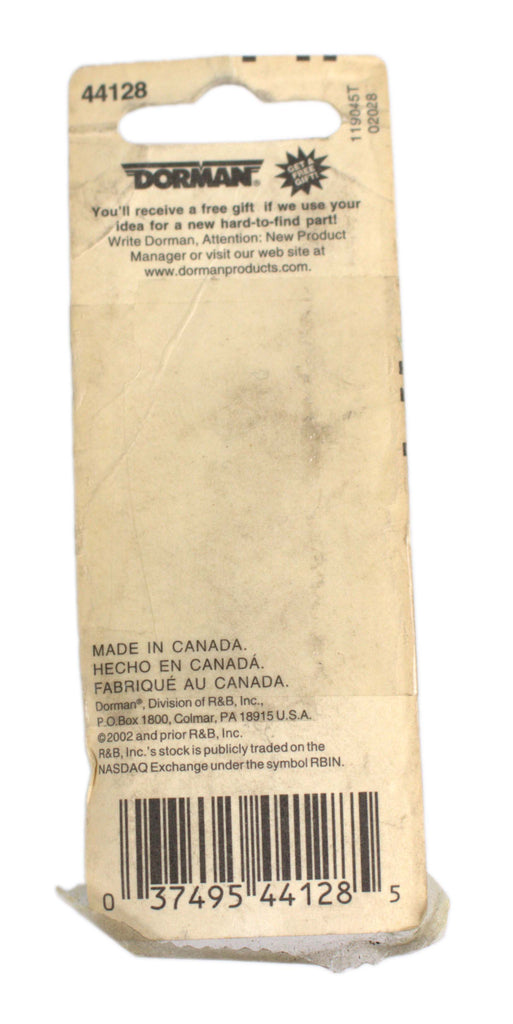 44128
119045T
02028
DORMAN®
GET A
FREE
GIFT!
You'll receive a free gift if we use your
idea for a new hard-to-find part!
Write Dorman, Attention: New Product
Manager or visit our web site at
www.dormanproducts.com.
MADE IN CANADA.
HECHO EN CANADÁ.
FABRIQUÉ AU CANADA.
Dorman®, Division of R&B, Inc.,
P.O.Box 1800, Colmar, PA 18915 U.S.A.
©2002 and prior R&B, Inc.
R&B, Inc.'s stock is publicly traded on the
NASDAQ Exchange under the symbol RBIN.
0 37495 44128 5